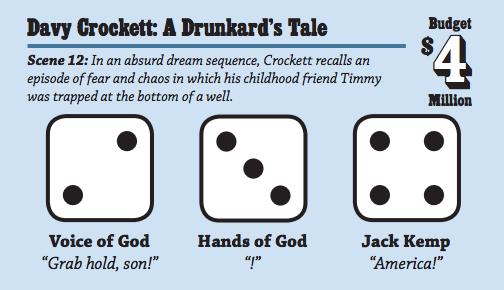 Davy Crockett: A Drunkard's Tale
Budget
$4
Million
Scene 12: In an absurd dream sequence, Crockett recalls an
episode of fear and chaos in which his childhood friend Timmy
was trapped at the bottom of a well.
Voice of God
"Grab hold, son!"
Hands of God
"!"
Jack Kemp
"America!"